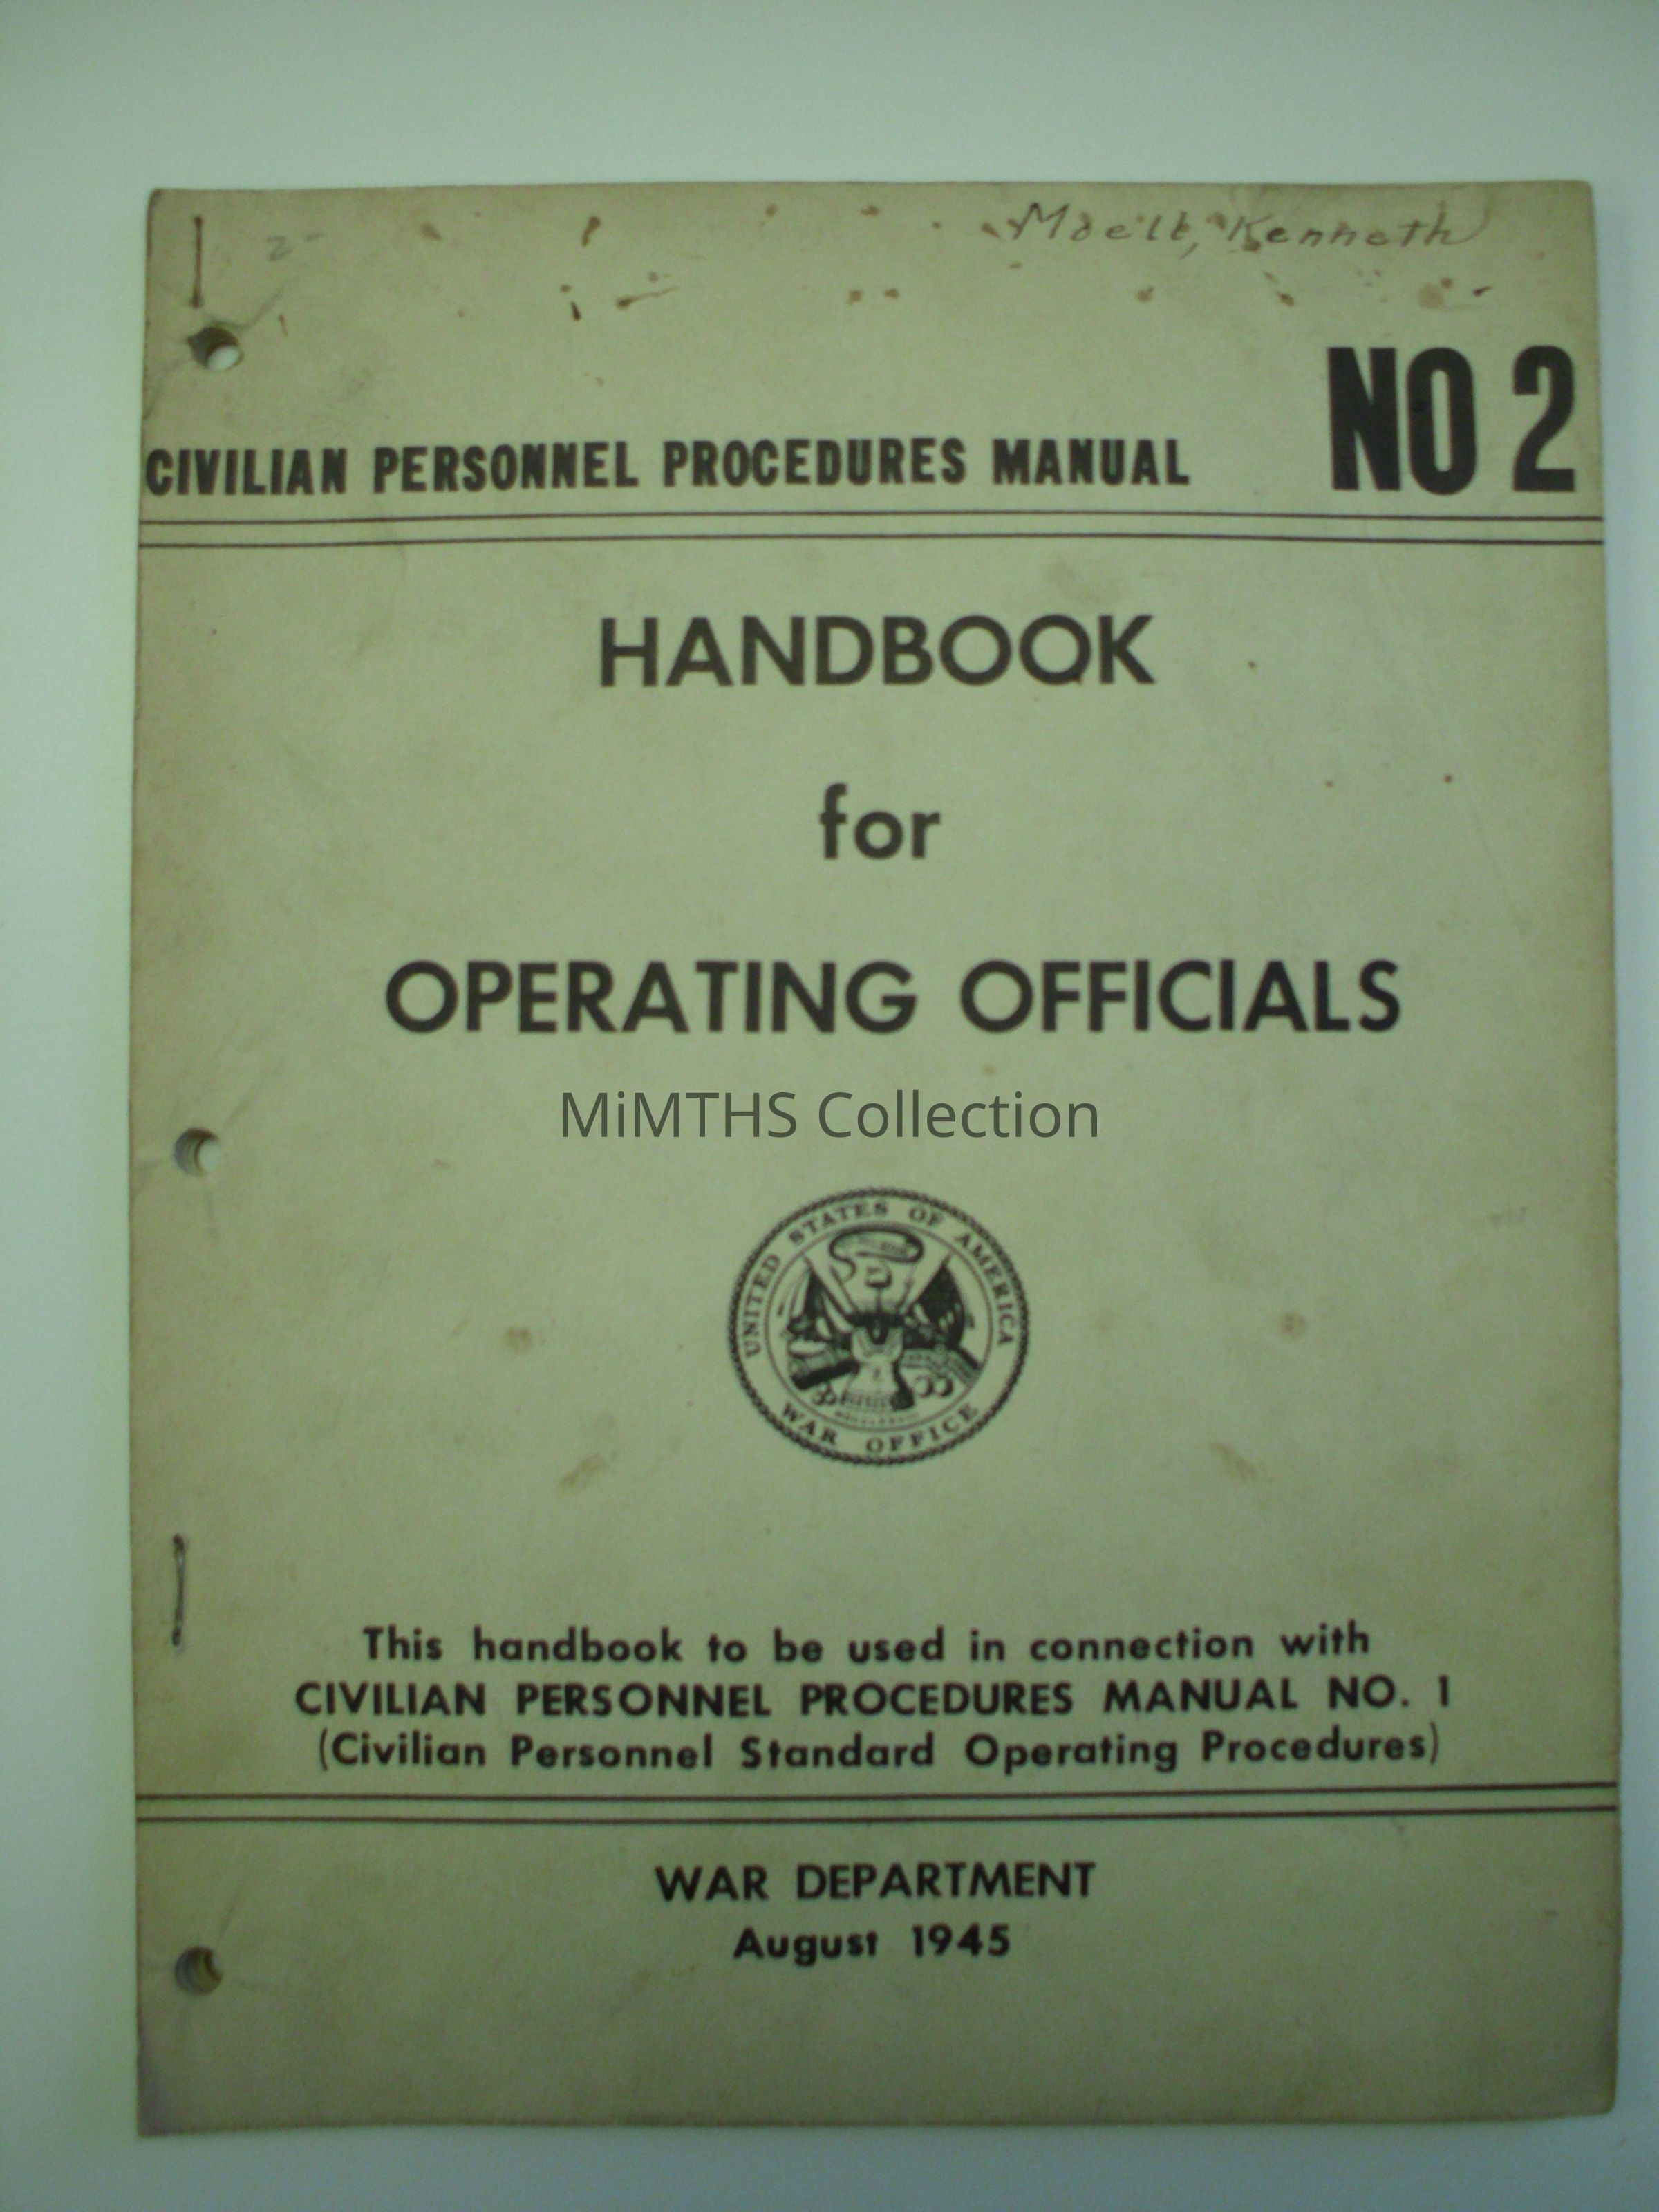 Moelt, Kenneth
2-
NO 2
CIVILIAN PERSONNEL PROCEDURES MANUAL
HANDBOOK
for
OPERATING OFFICIALS
MiMTHS Collection
UNITED STATES OF AMERICA
WAR OFFICE
This handbook to be used in connection with
CIVILIAN PERSONNEL PROCEDURES MANUAL NO. 1
(Civilian Personnel Standard Operating Procedures)
WAR DEPARTMENT
August 1945